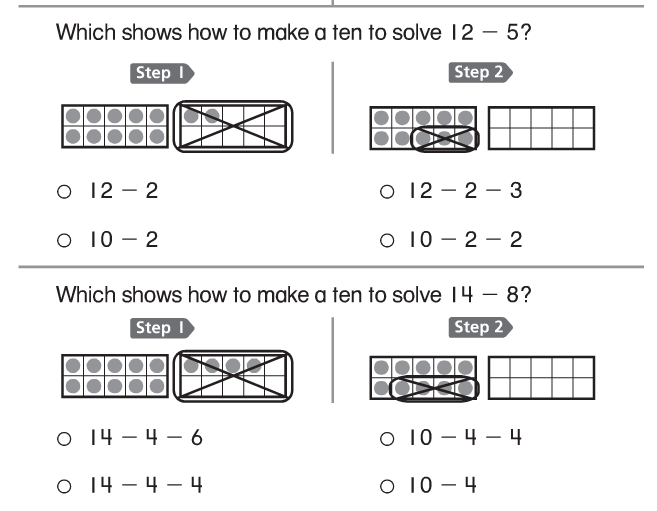 Which shows how to make a ten to solve 12 − 5?
Step 1 Step 2
12 − 2 12 − 2 − 3
10 − 2 10 − 2 − 2
Which shows how to make a ten to solve 14 − 8?
Step 1 Step 2
14 − 4 − 6 10 − 4 − 4
14 − 4 − 4 10 − 4